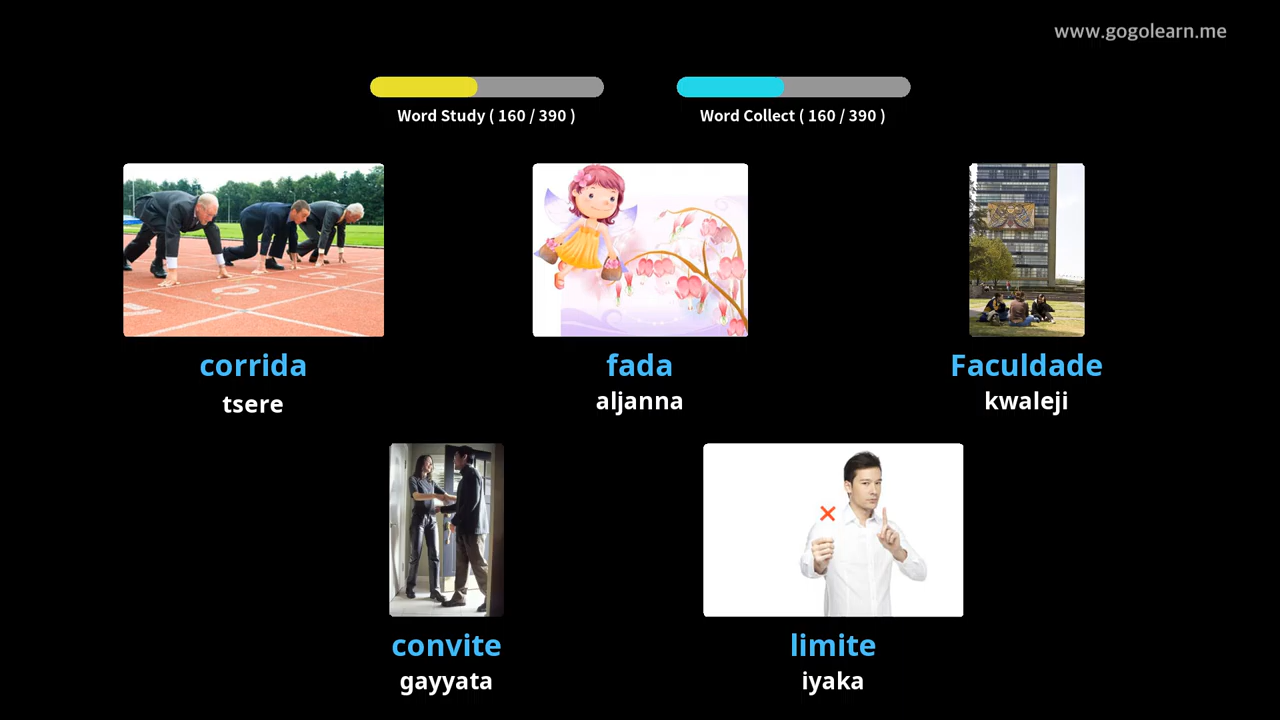 www.gogolearn.me
Word Study ( 160 / 390 )
Word Collect ( 160 / 390 )
corrida
tsere
fada
aljanna
Faculdade
kwaleji
convite
gayyata
limite
iyaka